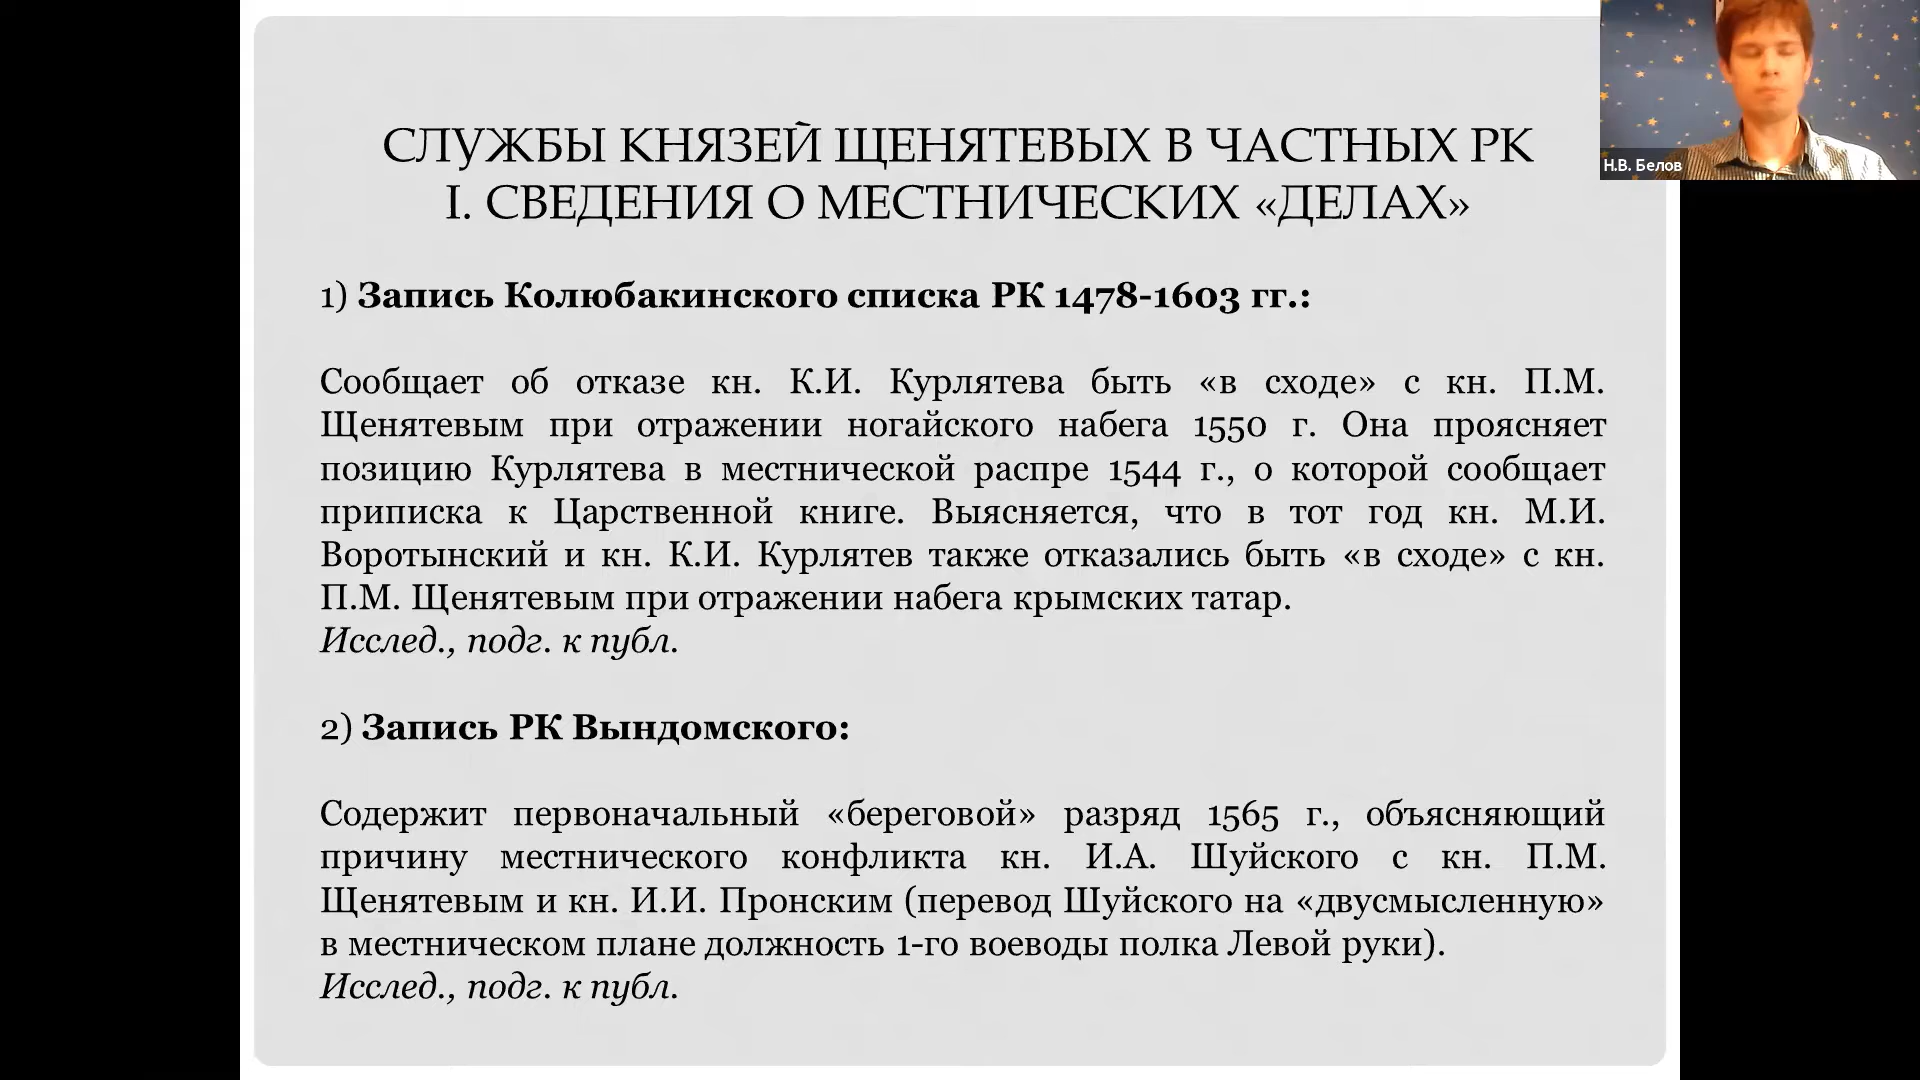 СЛУЖБЫ КНЯЗЕЙ ЩЕНЯТЕВЫХ В ЧАСТНЫХ РК
I. СВЕДЕНИЯ О МЕСТНИЧЕСКИХ «ДЕЛАХ»
Н.В. Белов
1) Запись Колюбакинского списка РК 1478-1603 гг.:
Сообщает об отказе кн. К.И. Курлятева быть «в сходе» с кн. П.М.
Щенятевым при отражении ногайского набега 1550 г. Она проясняет
позицию Курлятева в местнической распре 1544 г., о которой сообщает
приписка к Царственной книге. Выясняется, что в тот год кн. М.И.
Воротынский и кн. К.И. Курлятев также отказались быть «в сходе» с кн.
П.М. Щенятевым при отражении набега крымских татар.
Исслед., подг. к публ.
2) Запись РК Вындомского:
Содержит первоначальный «береговой» разряд 1565 г., объясняющий
причину местнического конфликта кн. И.А. Шуйского с кн. П.М.
Щенятевым и кн. И.И. Пронским (перевод Шуйского на «двусмысленную»
в местническом плане должность 1-го воеводы полка Левой руки).
Исслед., подг. к публ.